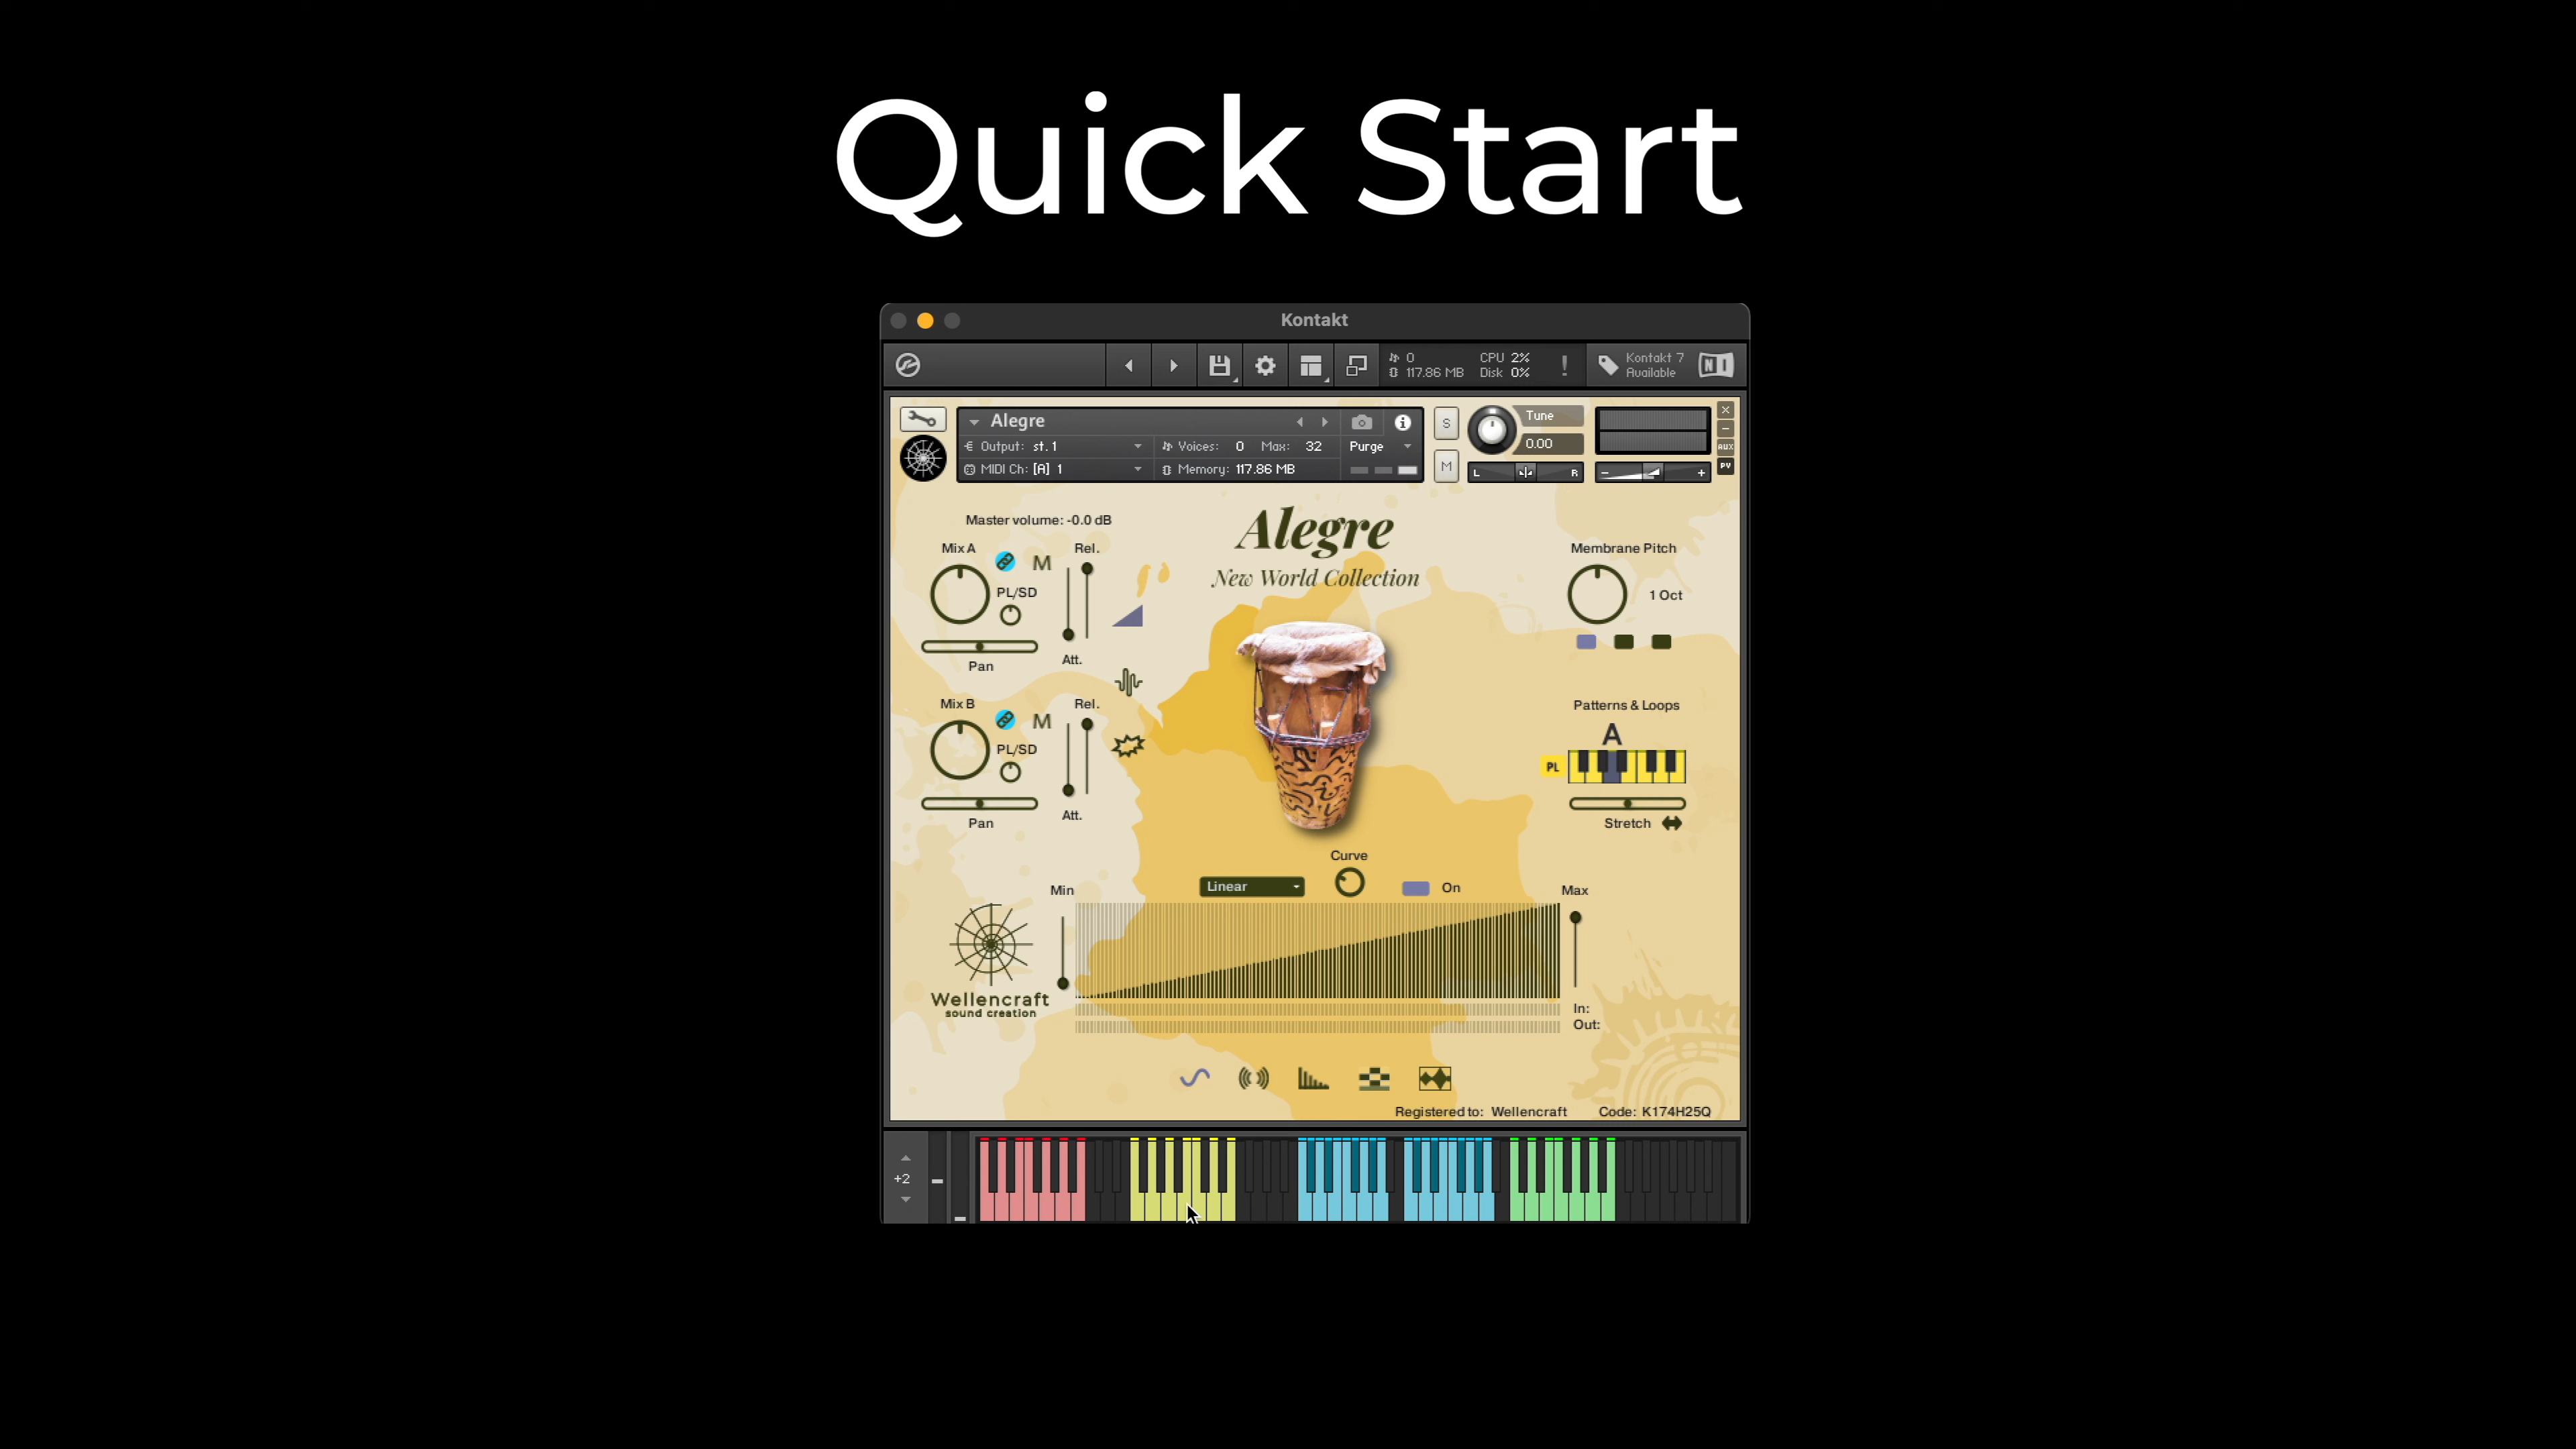 Quick Start
Kontakt
0
117.86 MB
CPU 2%
Disk 0%
!
Kontakt 7
Available
NI
Alegre
Output: st.1
Voices: 0 Max: 32
Purge
MIDI Ch: [A] 1
Memory: 117.86 MB
S
M
Tune
0.00
L
R
AUX
PV
Master volume: -0.0 dB
Alegre
New World Collection
Mix A
M
Rel.
PL/SD
Pan
Att.
Mix B
M
Rel.
PL/SD
Pan
Att.
Membrane Pitch
1 Oct
Patterns & Loops
A
PL
Stretch
Curve
Linear
On
Min
Max
Wellencraft
sound creation
In:
Out:
Registered to: Wellencraft
Code: K174H25Q
+2